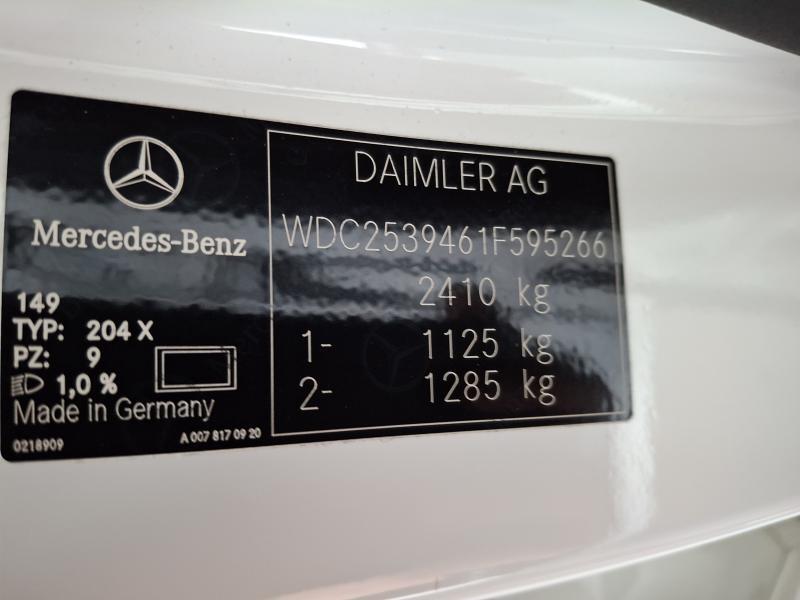 Mercedes-Benz
149
TYP: 204 X
PZ: 9
1,0 %
Made in Germany
0218909
A 007 817 09 20
DAIMLER AG
WDC2539461F595266
2410 kg
1- 1125 kg
2- 1285 kg